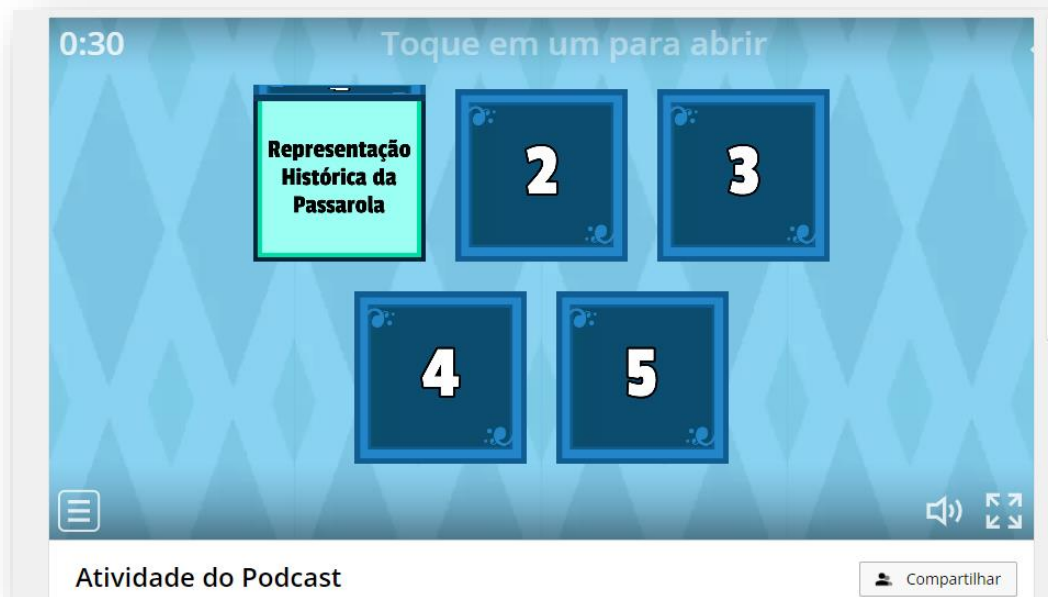 0:30
Toque em um para abrir
Representação
Histórica da
Passarola
2
3
4
5
Atividade do Podcast
Compartilhar